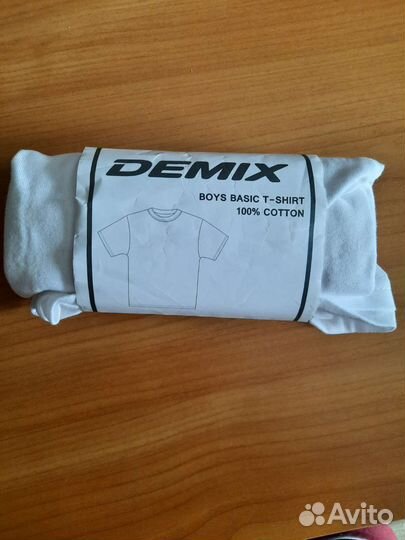 DEMIX
BOYS BASIC T-SHIRT
100% COTTON
Avito